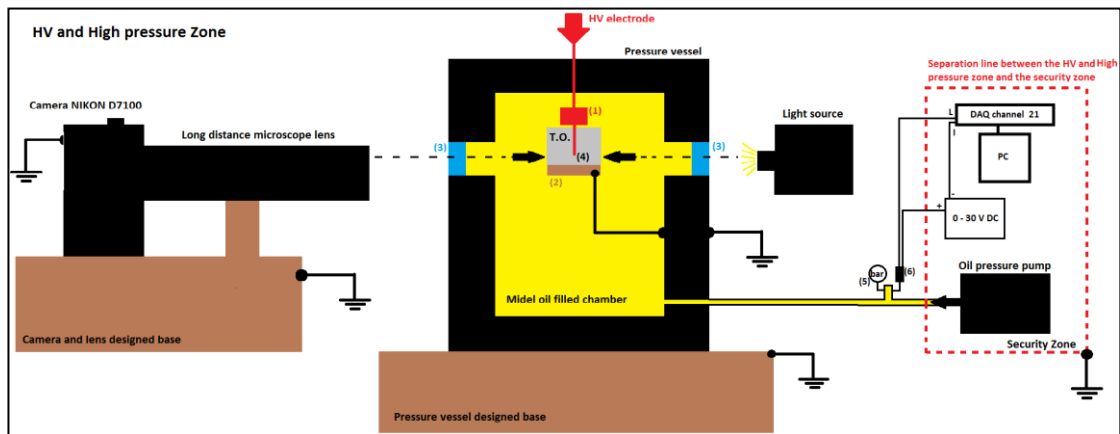 HV and High pressure Zone
HV electrode
Pressure vessel
Separation line between the HV and High
pressure zone and the security zone
Camera NIKON D7100
Long distance microscope lens
(1)
Light source
L
DAQ channel 21
I
T.O.
(3)
(3)
(4)
PC
(2)
-
+
0 - 30 V DC
bar
(5)
(6)
Oil pressure pump
Midel oil filled chamber
Camera and lens designed base
Security Zone
Pressure vessel designed base